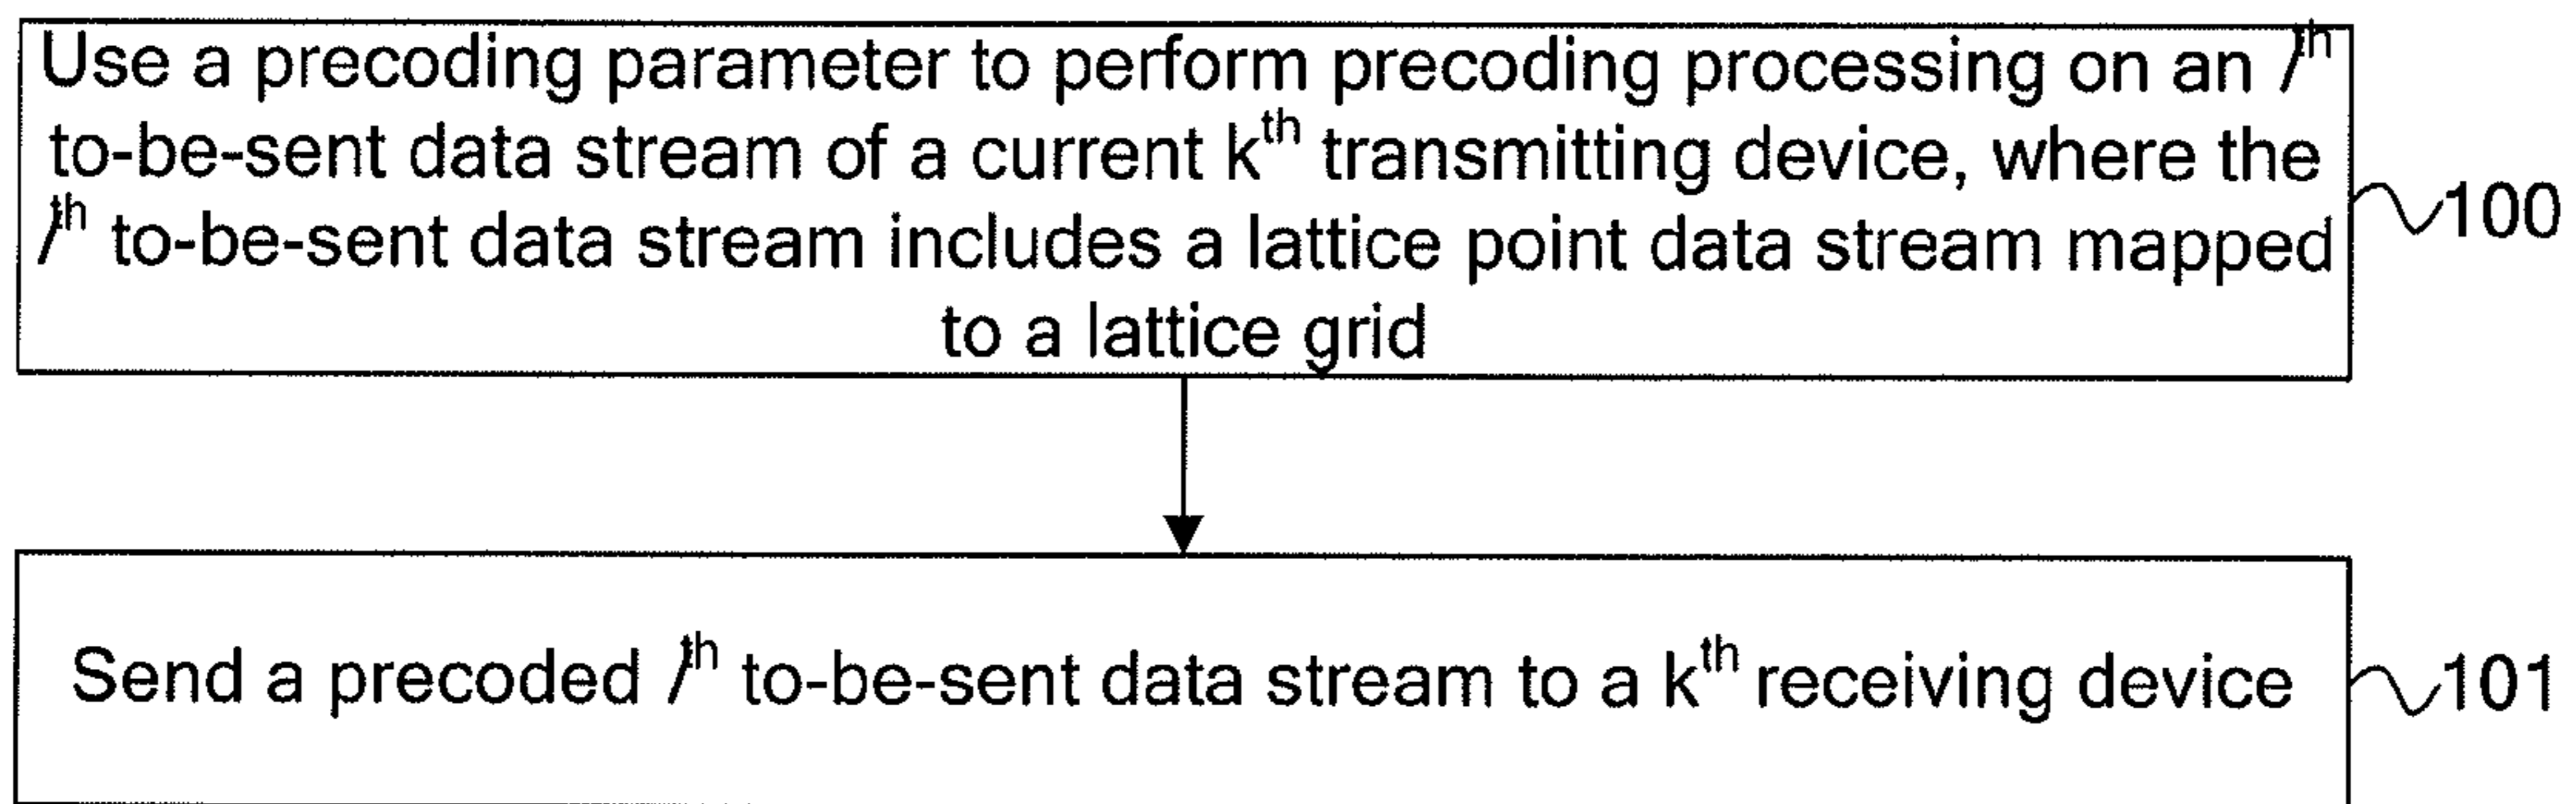 Use a precoding parameter to perform precoding processing on an lth
to-be-sent data stream of a current kth transmitting device, where the
lth to-be-sent data stream includes a lattice point data stream mapped
to a lattice grid
100
Send a precoded lth to-be-sent data stream to a kth receiving device
101